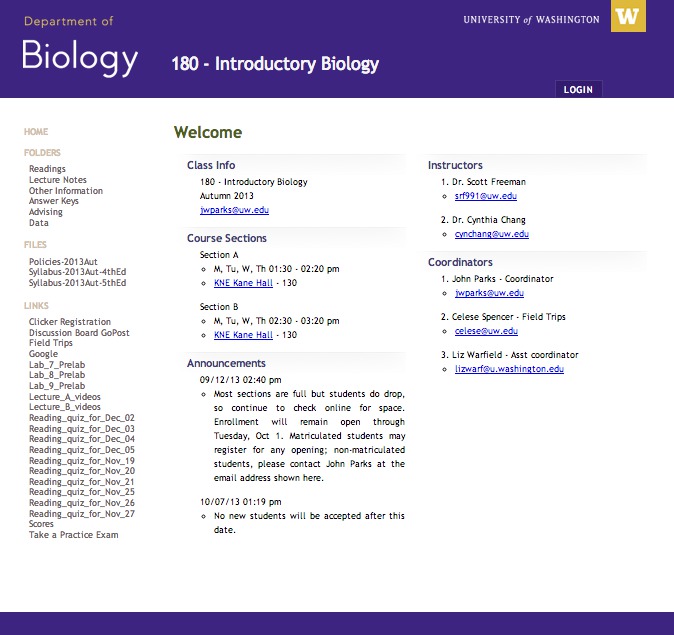 Department of
Biology
180 - Introductory Biology
UNIVERSITY of WASHINGTON
W
LOGIN
HOME
FOLDERS
Readings
Lecture Notes
Other Information
Answer Keys
Advising
Data
FILES
Policies-2013Aut
Syllabus-2013Aut-4thEd
Syllabus-2013Aut-5thEd
LINKS
Clicker Registration
Discussion Board GoPost
Field Trips
Google
Lab_7_Prelab
Lab_8_Prelab
Lab_9_Prelab
Lecture_A_videos
Lecture_B_videos
Reading_quiz_for_Dec_02
Reading_quiz_for_Dec_03
Reading_quiz_for_Dec_04
Reading_quiz_for_Dec_05
Reading_quiz_for_Nov_19
Reading_quiz_for_Nov_20
Reading_quiz_for_Nov_21
Reading_quiz_for_Nov_25
Reading_quiz_for_Nov_26
Reading_quiz_for_Nov_27
Scores
Take a Practice Exam
Welcome
Class Info
180 - Introductory Biology
Autumn 2013
jwparks@uw.edu
Course Sections
Section A
M, Tu, W, Th 01:30 - 02:20 pm
KNE Kane Hall - 130
Section B
M, Tu, W, Th 02:30 - 03:20 pm
KNE Kane Hall - 130
Announcements
09/12/13 02:40 pm
Most sections are full but students do drop,
so continue to check online for space.
Enrollment will remain open through
Tuesday, Oct 1. Matriculated students may
register for any opening; non-matriculated
students, please contact John Parks at the
email address shown here.
10/07/13 01:19 pm
No new students will be accepted after this
date.
Instructors
1. Dr. Scott Freeman
srf991@uw.edu
2. Dr. Cynthia Chang
cynchang@uw.edu
Coordinators
1. John Parks - Coordinator
jwparks@uw.edu
2. Celese Spencer - Field Trips
celese@uw.edu
3. Liz Warfield - Asst coordinator
lizwarf@u.washington.edu